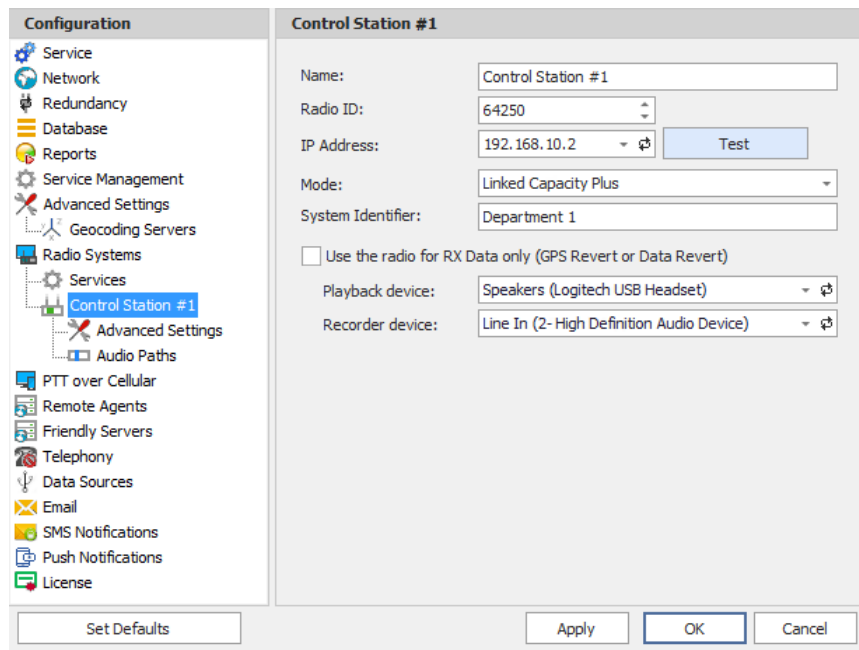 Configuration
Service
Network
Redundancy
Database
Reports
Service Management
Advanced Settings
Geocoding Servers
Radio Systems
Services
Control Station #1
Advanced Settings
Audio Paths
PTT over Cellular
Remote Agents
Friendly Servers
Telephony
Data Sources
Email
SMS Notifications
Push Notifications
License
Control Station #1
Name: Control Station #1
Radio ID: 64250
IP Address: 192.168.10.2 Test
Mode: Linked Capacity Plus
System Identifier: Department 1
Use the radio for RX Data only (GPS Revert or Data Revert)
Playback device: Speakers (Logitech USB Headset)
Recorder device: Line In (2- High Definition Audio Device)
Set Defaults Apply OK Cancel